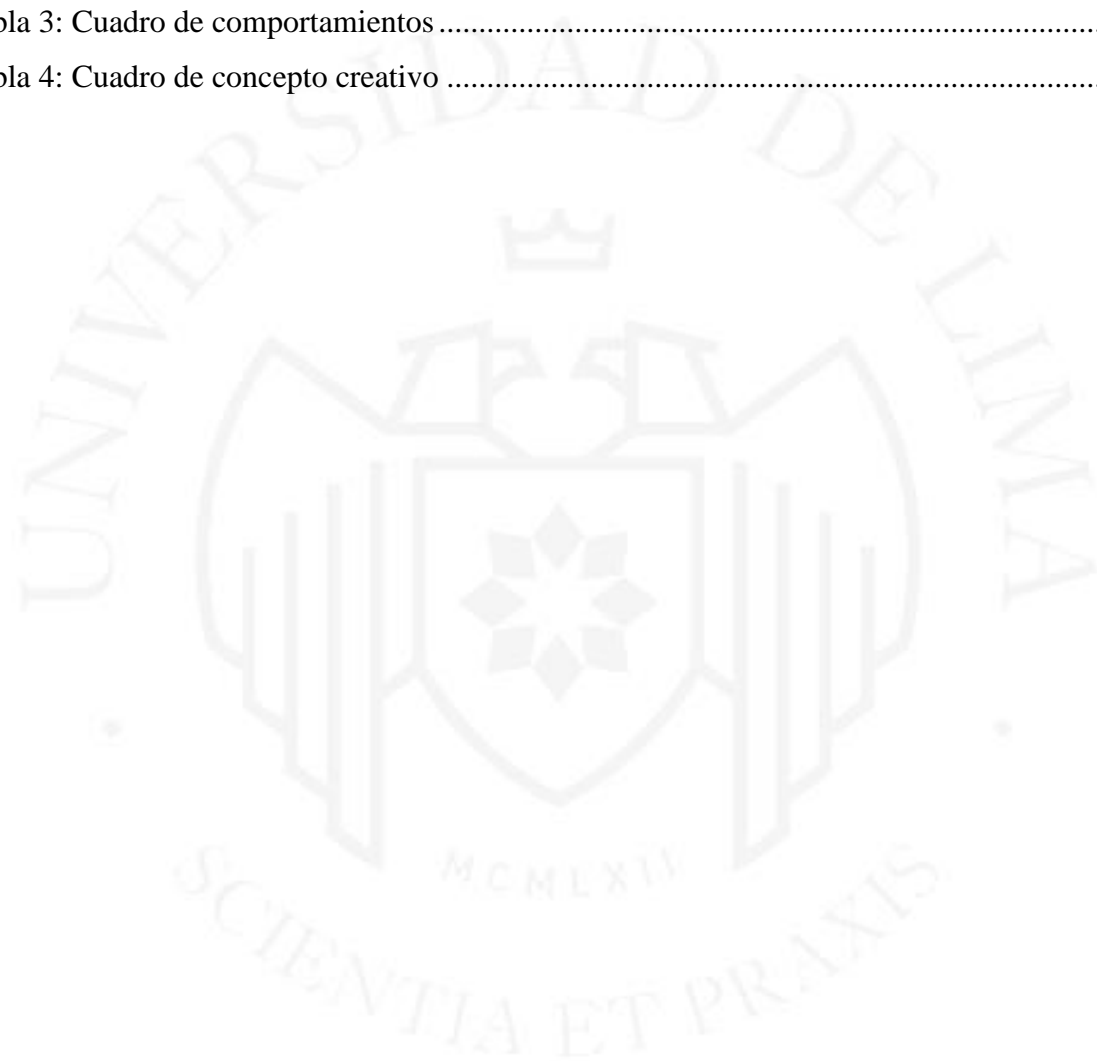 bla 3: Cuadro de comportamientos
bla 4: Cuadro de concepto creativo
UNIVERSIDAD DE LIMA
MCMLXII
SCIENTIA ET PRAXIS